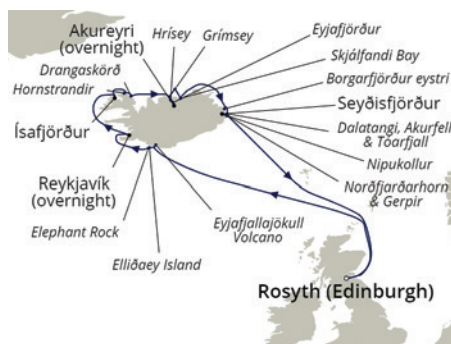 Akureyri
(overnight)
Hrísey
Grímsey
Eyjafjörður
Skjálfandi Bay
Borgarfjörður eystri
Seyðisfjörður
Dalatangi, Akurfell
& Tóarfjall
Nipukollur
Norðfjarðarhorn
& Gerpir
Drangaskörð
Hornstrandir
Ísafjörður
Reykjavík
(overnight)
Elephant Rock
Elliðaey Island
Eyjafjallajökull
Volcano
Rosyth (Edinburgh)